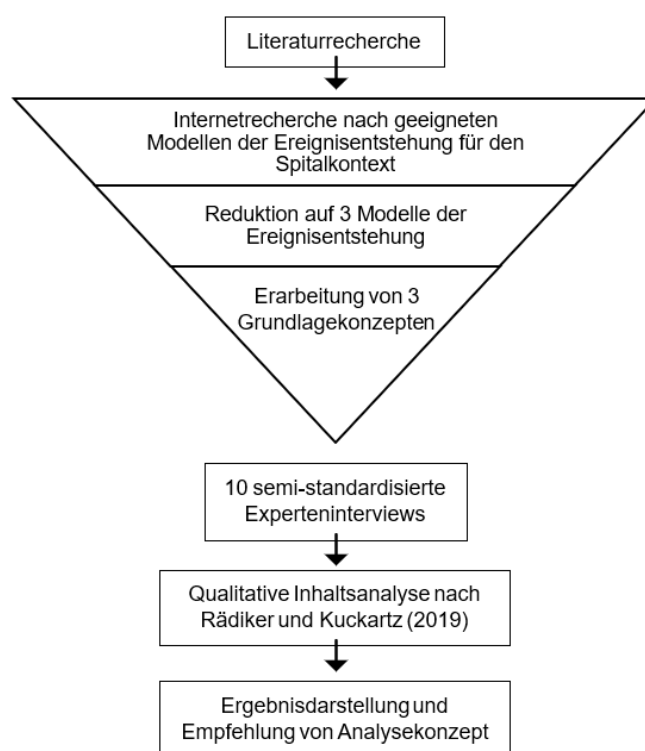 Literaturrecherche
Internetrecherche nach geeigneten
Modellen der Ereignisentstehung für den
Spitalkontext
Reduktion auf 3 Modelle der
Ereignisentstehung
Erarbeitung von 3
Grundlagekonzepten
10 semi-standardisierte
Experteninterviews
Qualitative Inhaltsanalyse nach
Rädiker und Kuckartz (2019)
Ergebnisdarstellung und
Empfehlung von Analysekonzept